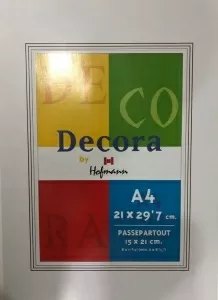 DE
CO
Decora
by
Hofmann
RA
A4
21 x 29'7 cm.
PASSEPARTOUT
15 x 21 cm.